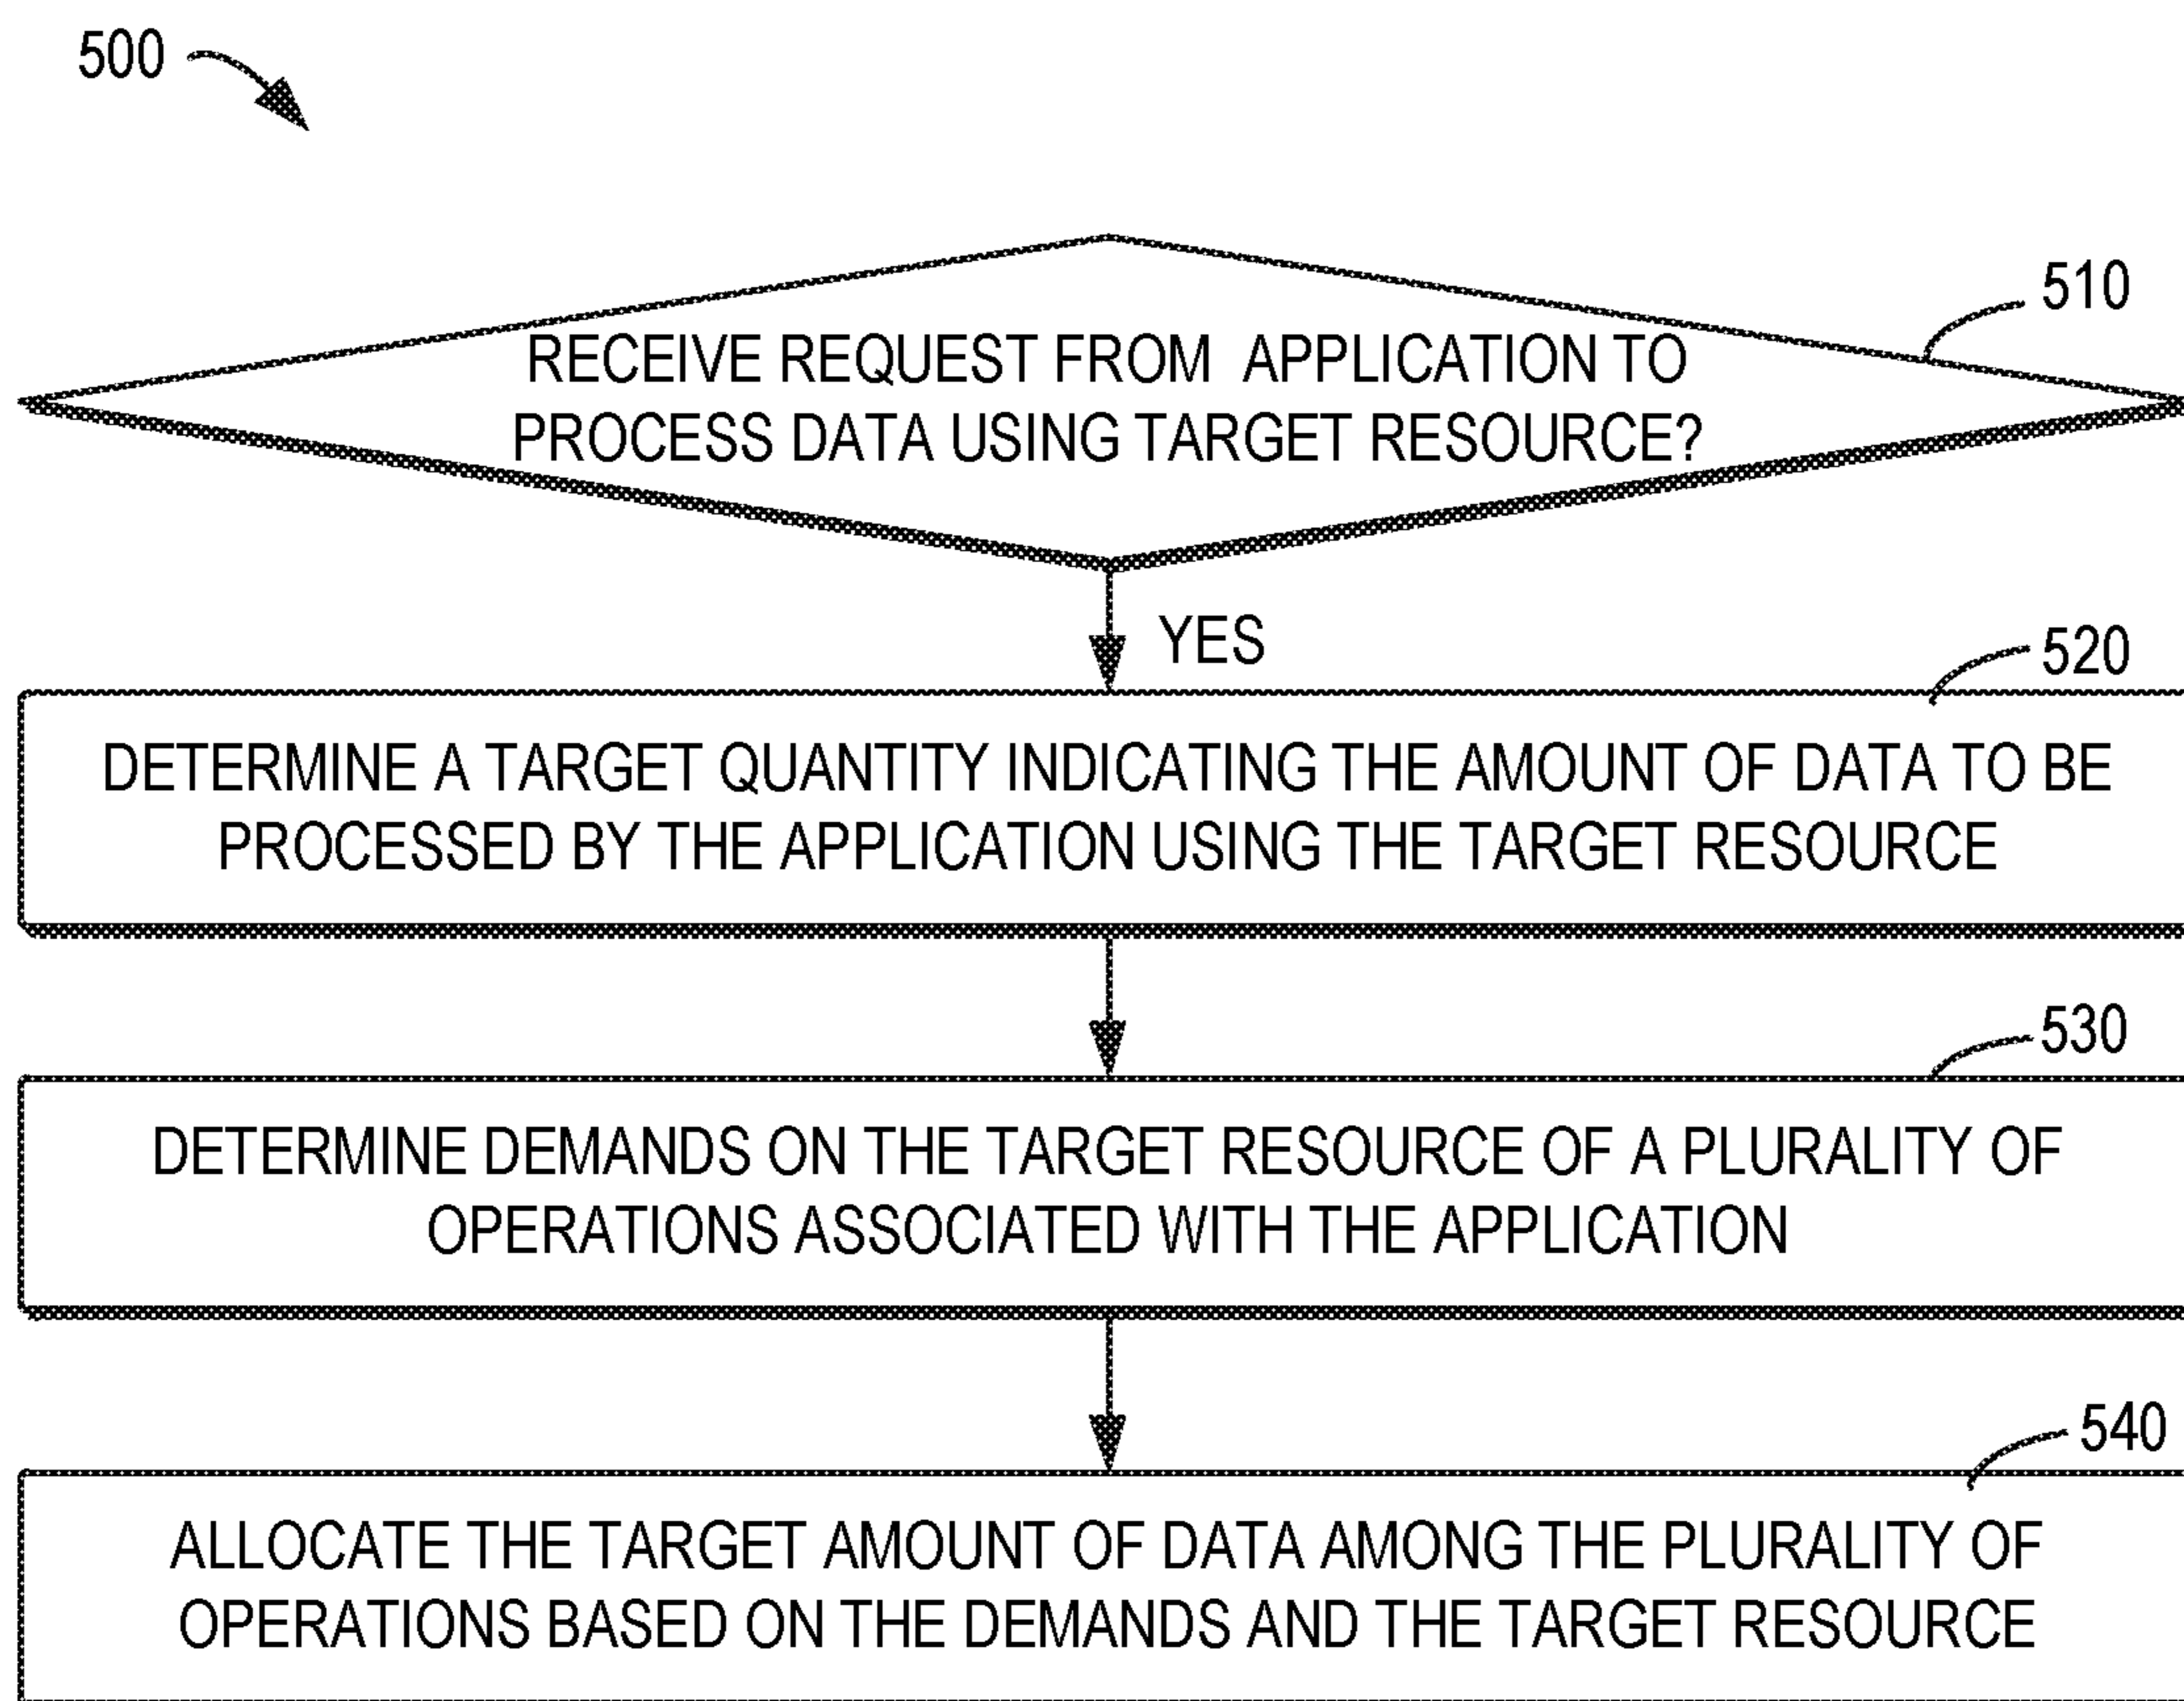 500
510
RECEIVE REQUEST FROM APPLICATION TO
PROCESS DATA USING TARGET RESOURCE?
YES
520
DETERMINE A TARGET QUANTITY INDICATING THE AMOUNT OF DATA TO BE
PROCESSED BY THE APPLICATION USING THE TARGET RESOURCE
530
DETERMINE DEMANDS ON THE TARGET RESOURCE OF A PLURALITY OF
OPERATIONS ASSOCIATED WITH THE APPLICATION
540
ALLOCATE THE TARGET AMOUNT OF DATA AMONG THE PLURALITY OF
OPERATIONS BASED ON THE DEMANDS AND THE TARGET RESOURCE